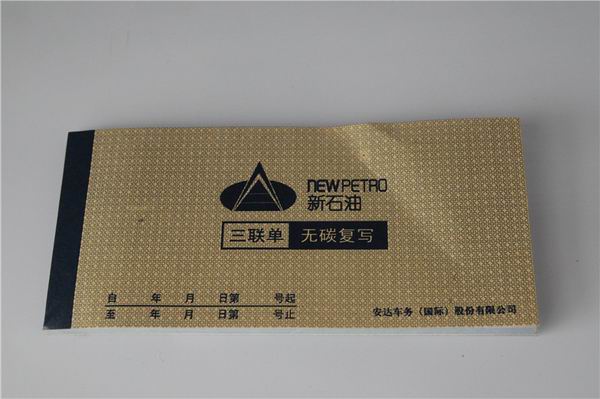 NEWPETRO
新石油
三联单 无碳复写
自 年 月 日第 号起
至 年 月 日第 号止
安达车务（国际）股份有限公司